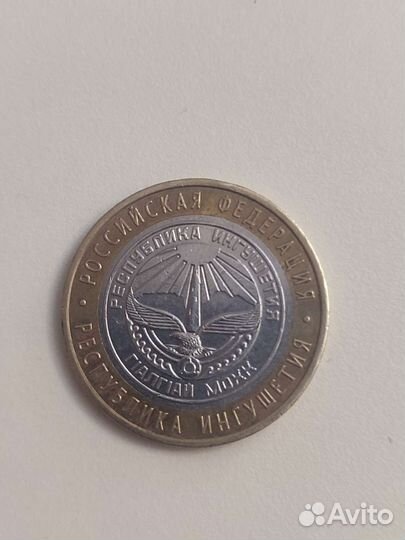 · РОССИЙСКАЯ ФЕДЕРАЦИЯ ·
РЕСПУБЛИКА ИНГУШЕТИЯ
РЕСПУБЛИКА ИНГУШЕТИЯ
ГIАЛГIАЙ МОХК
Avito